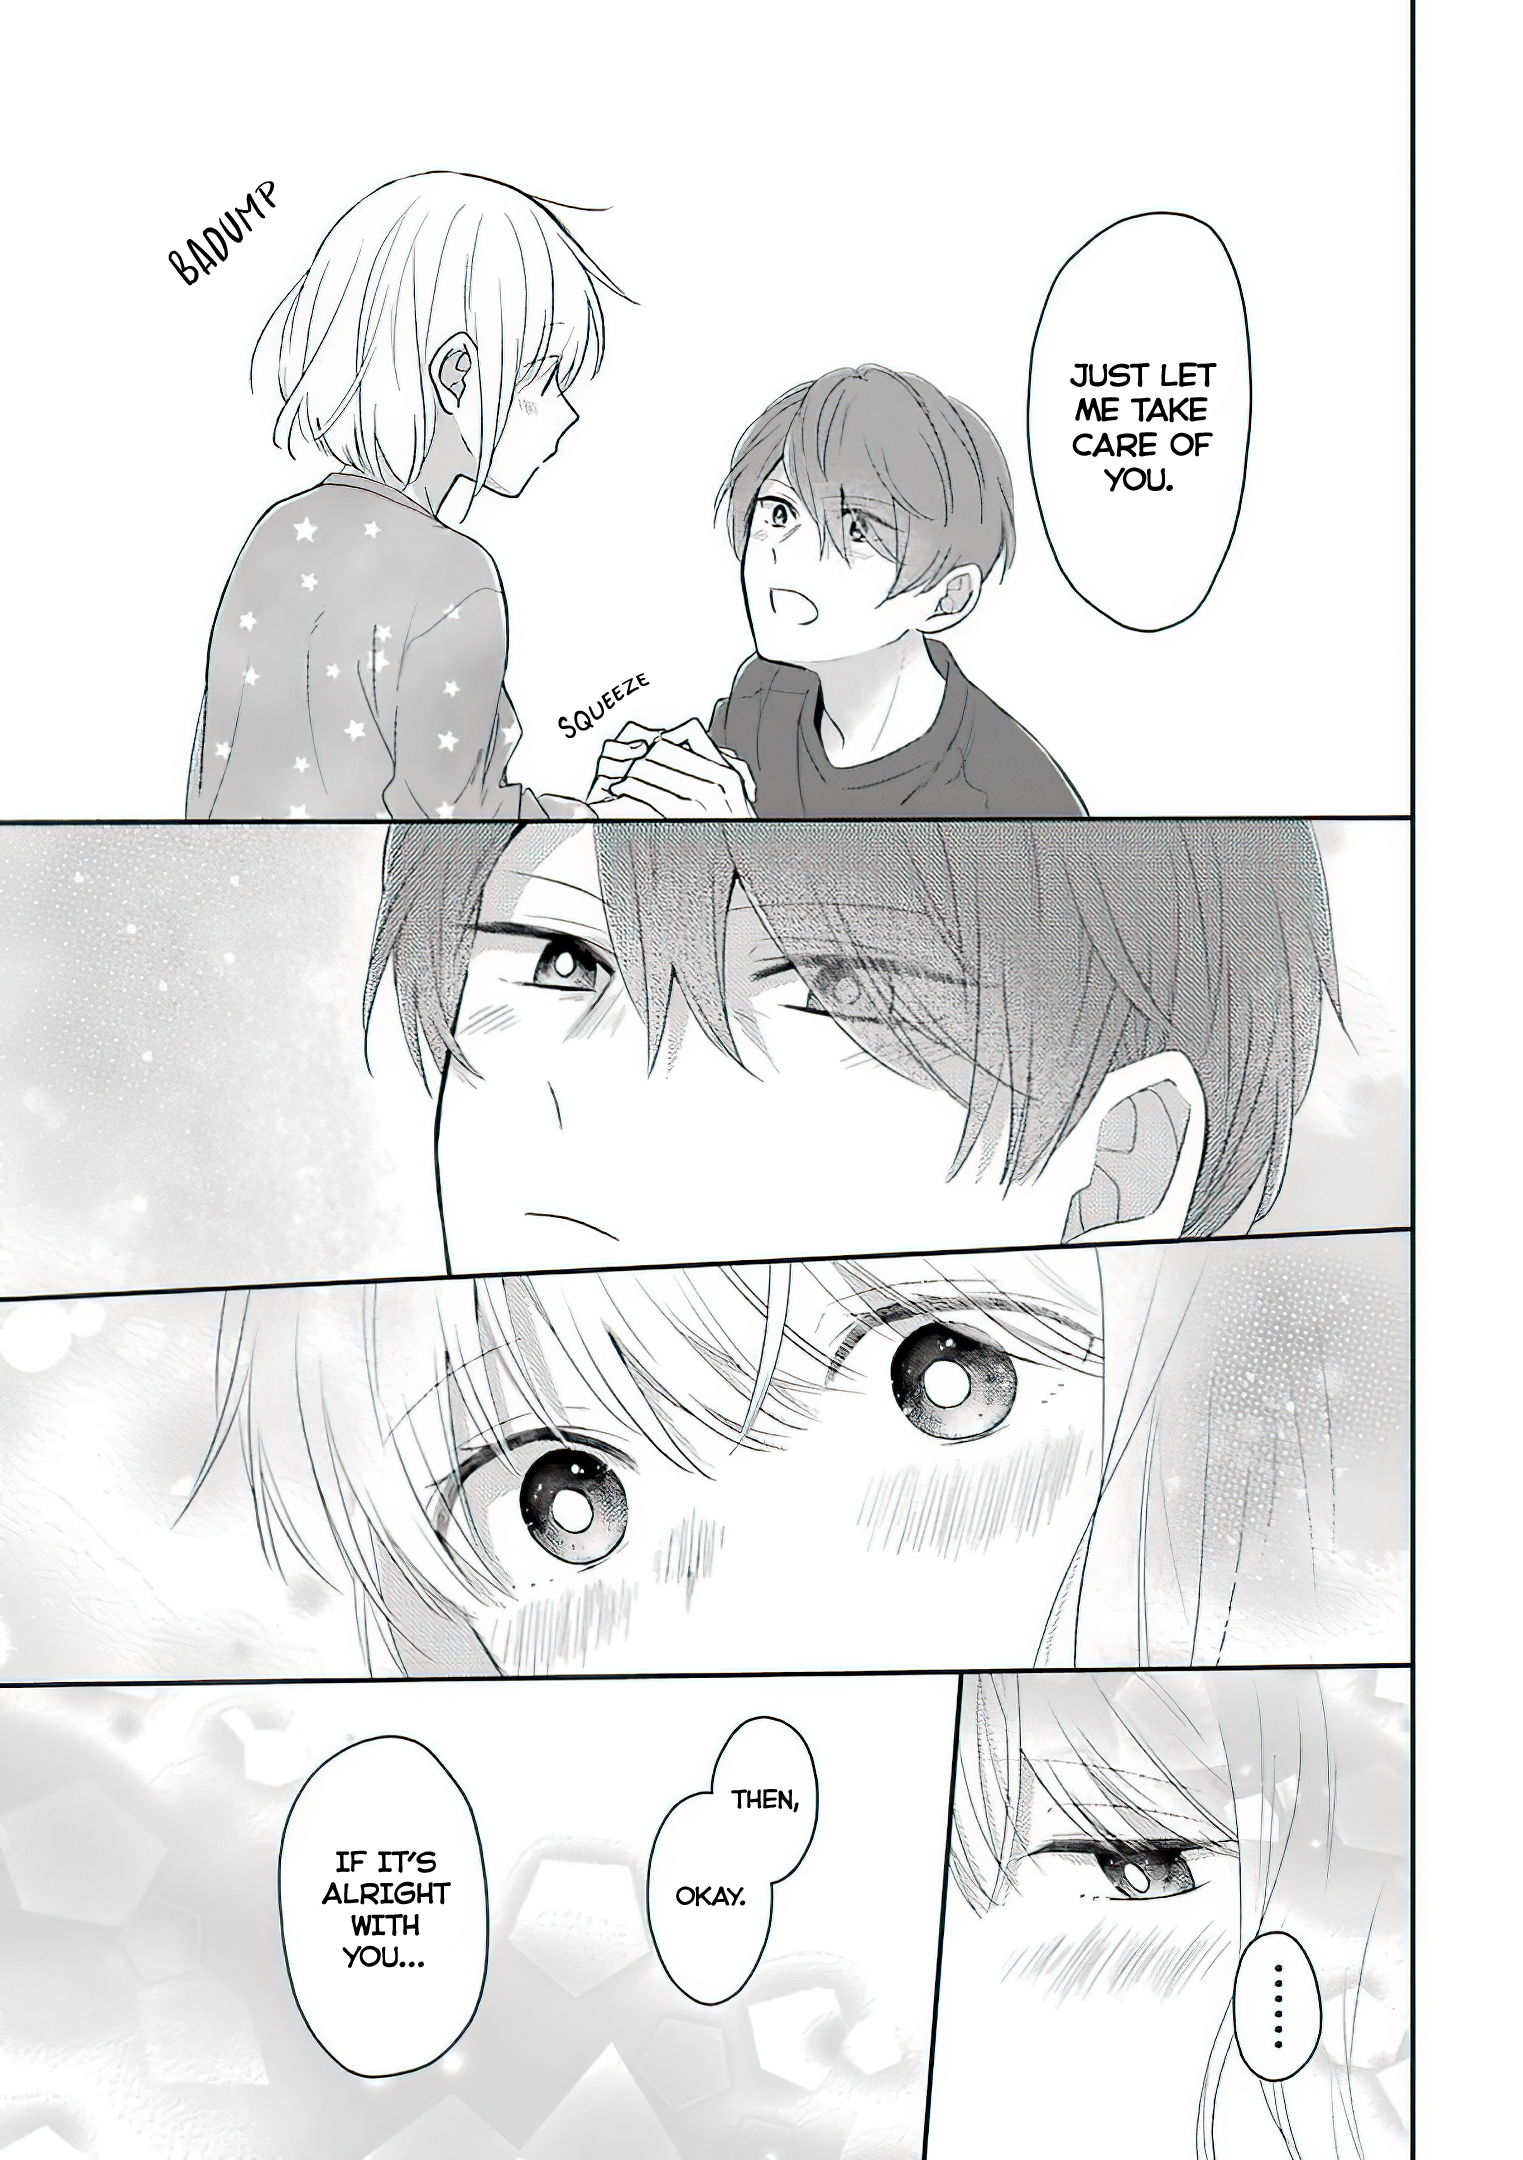 JUST LET
ME TAKE
CARE OF
YOU.
BADUMP
SQUEEZE
......
THEN,
OKAY.
IF IT'S
ALRIGHT
WITH
YOU...